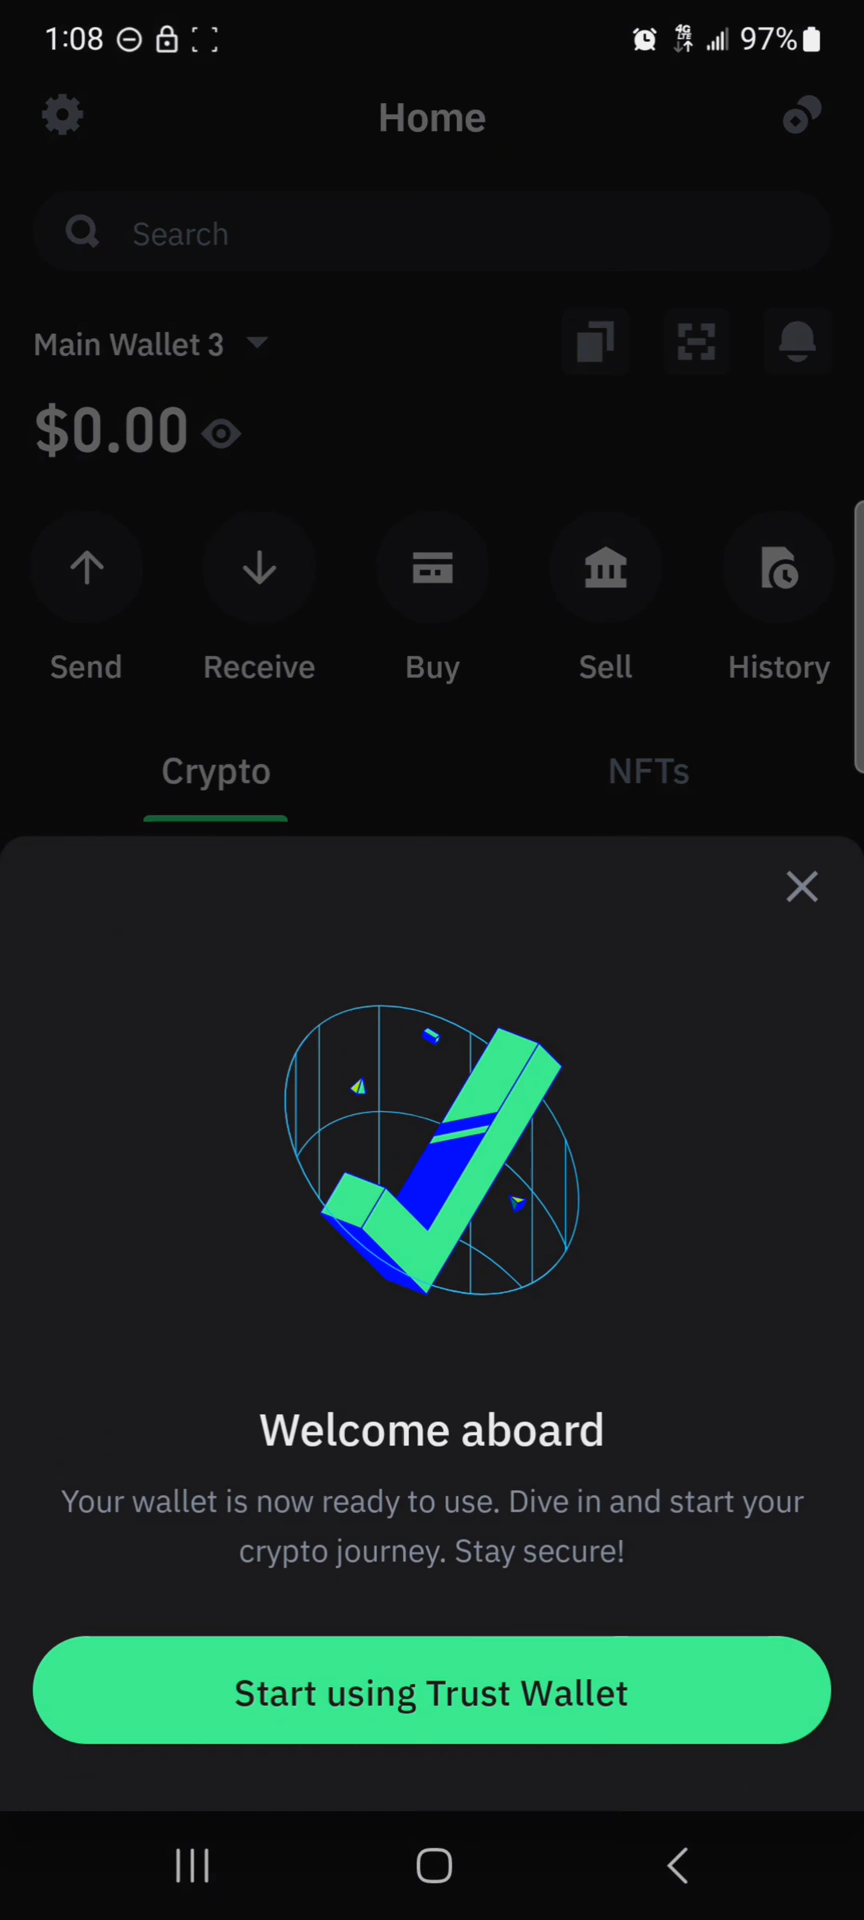 1:08 4G LTE 97%
Home
Search
Main Wallet 3
$0.00
Send Receive Buy Sell History
Crypto NFTs
Welcome aboard
Your wallet is now ready to use. Dive in and start your
crypto journey. Stay secure!
Start using Trust Wallet